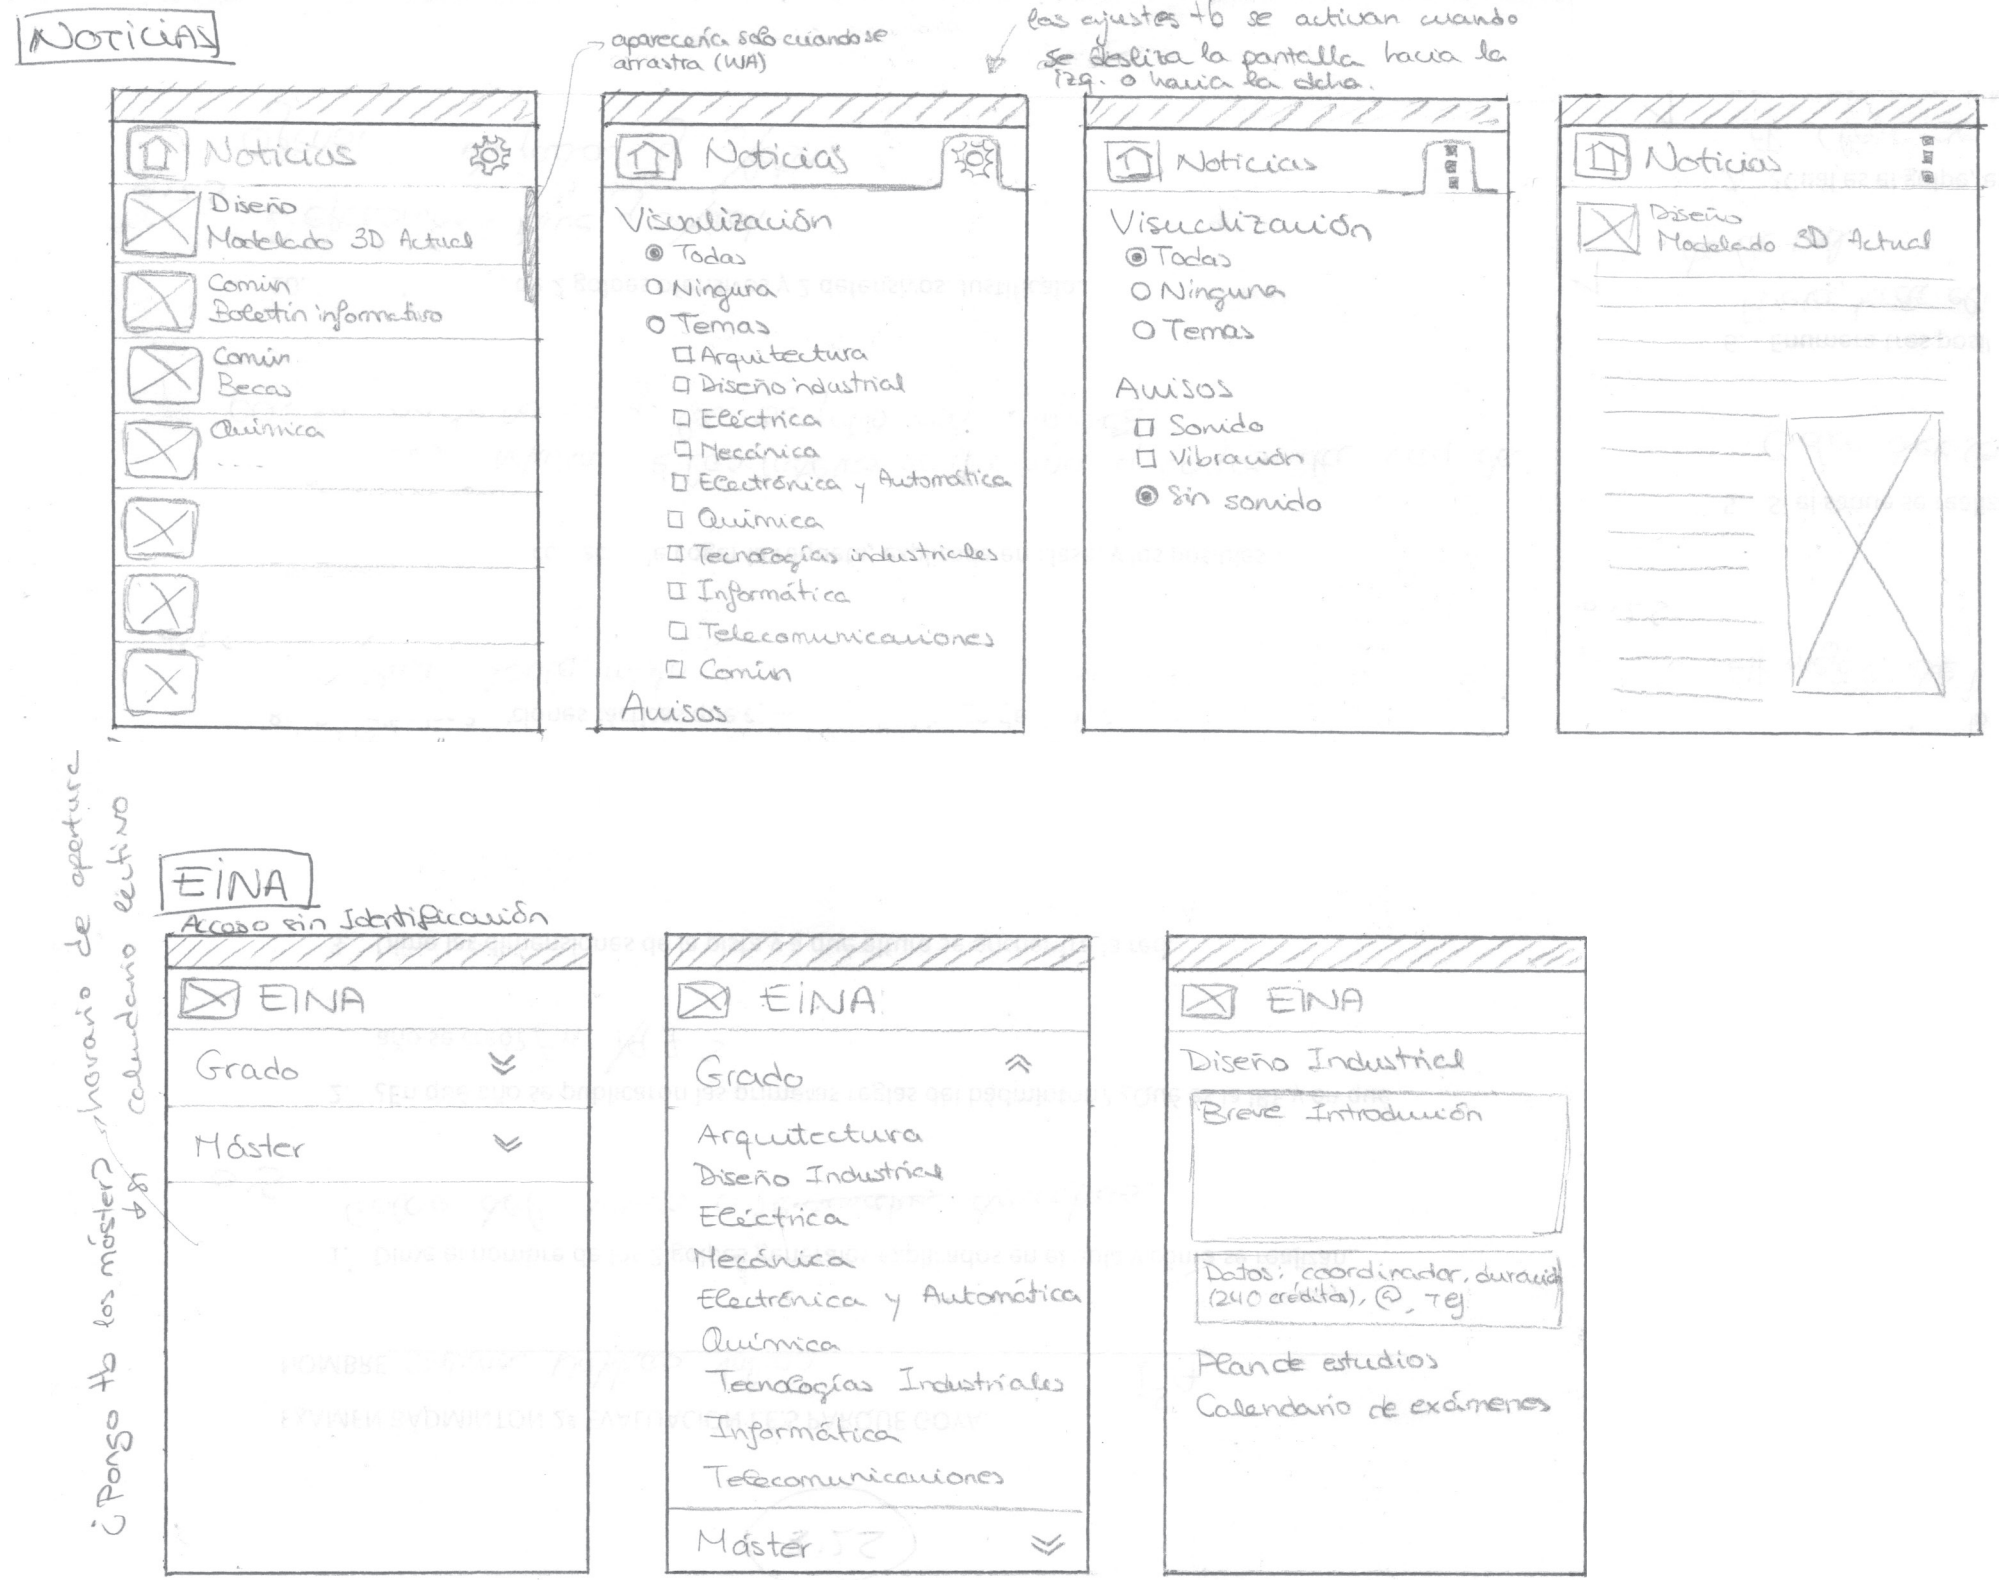 NOTICIAS
aparecería solo cuando se
arrastra (WA)
los ajustes tb se activan cuando
se desliza la pantalla hacia la
izq. o hacia la dcha.
Noticias
Diseño
Modelado 3D Actual
Común
Boletín informativo
Común
Becas
Química
...
Noticias
Visualización
Todas
Ninguna
Temas
Arquitectura
Diseño industrial
Eléctrica
Mecánica
Electrónica y Automática
Química
Tecnologías industriales
Informática
Telecomunicaciones
Común
Avisos
Noticias
Visualización
Todas
Ninguna
Temas
Avisos
Sonido
Vibración
Sin sonido
Noticias
Diseño
Modelado 3D Actual
¿Pongo tb los máster? horario de apertura
↳ si calendario lectivo
EINA
Acceso sin Identificación
EINA
Grado
Máster
EINA
Grado
Arquitectura
Diseño Industrial
Eléctrica
Mecánica
Electrónica y Automática
Química
Tecnologías Industriales
Informática
Telecomunicaciones
Máster
EINA
Diseño Industrial
Breve Introducción
Datos: coordinador, duración
(240 créditos), @, Tej
Plan de estudios
Calendario de exámenes